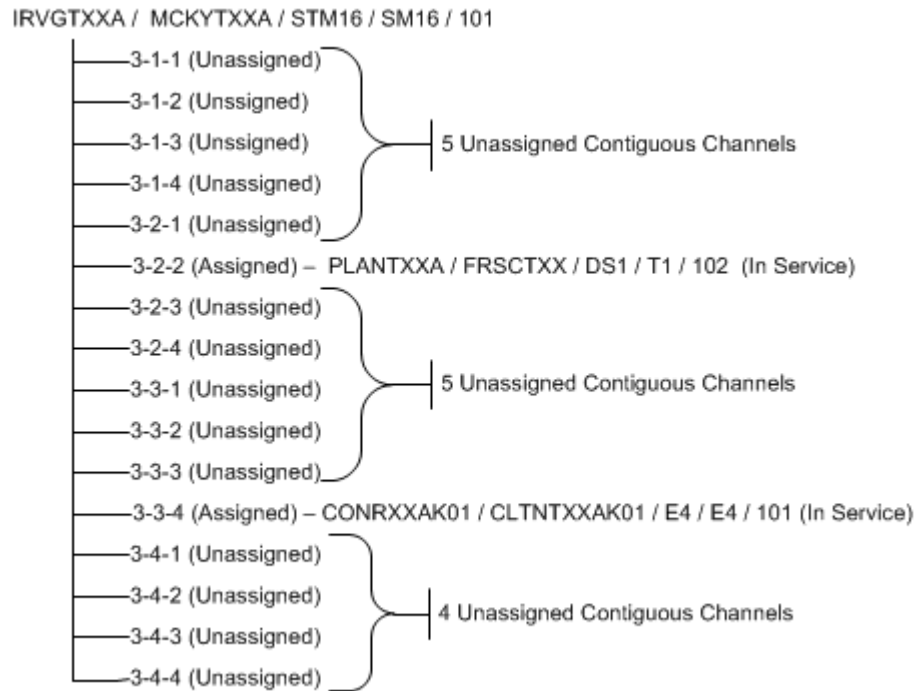 IRVGTXXA / MCKYTXXA / STM16 / SM16 / 101
3-1-1 (Unassigned)
3-1-2 (Unssigned)
3-1-3 (Unssigned)
5 Unassigned Contiguous Channels
3-1-4 (Unassigned)
3-2-1 (Unassigned)
3-2-2 (Assigned) – PLANTXXA / FRSCTXX / DS1 / T1 / 102 (In Service)
3-2-3 (Unassigned)
3-2-4 (Unassigned)
3-3-1 (Unassigned)
5 Unassigned Contiguous Channels
3-3-2 (Unassigned)
3-3-3 (Unassigned)
3-3-4 (Assigned) – CONRXXAK01 / CLTNTXXAK01 / E4 / E4 / 101 (In Service)
3-4-1 (Unassigned)
3-4-2 (Unassigned)
4 Unassigned Contiguous Channels
3-4-3 (Unassigned)
3-4-4 (Unassigned)